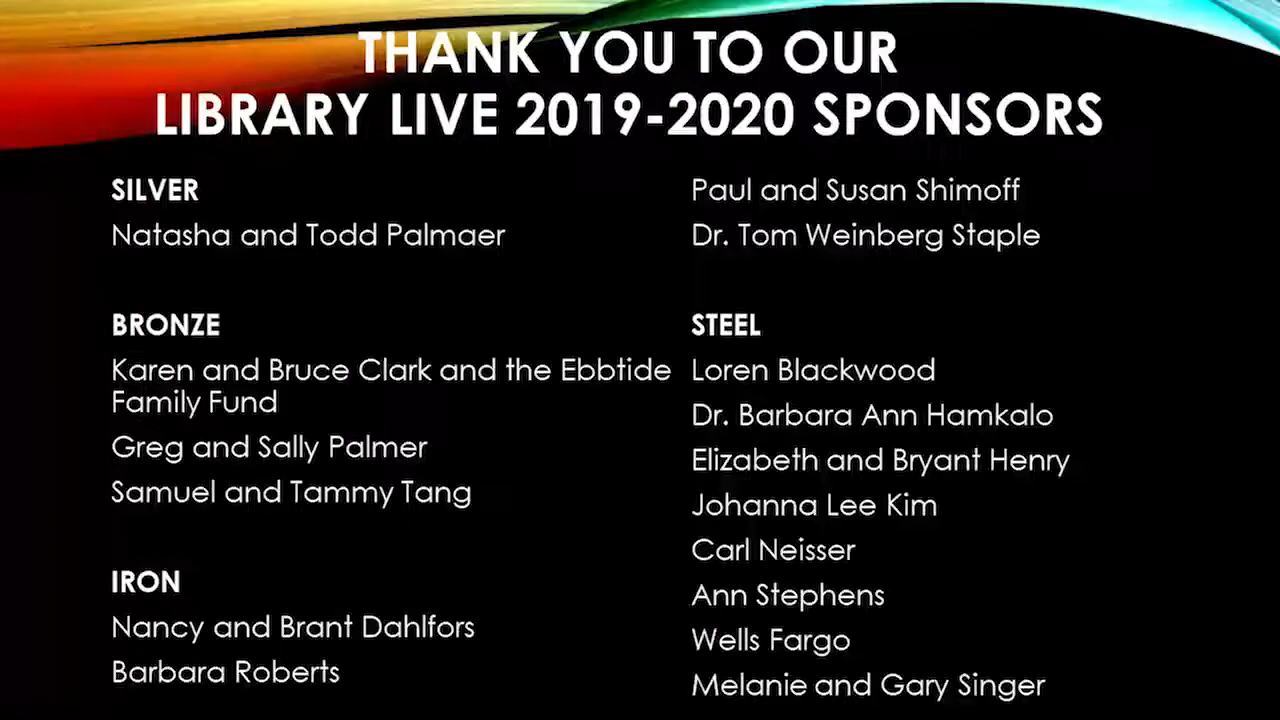 THANK YOU TO OUR
LIBRARY LIVE 2019-2020 SPONSORS
SILVER
Natasha and Todd Palmaer
BRONZE
Karen and Bruce Clark and the Ebbtide
Family Fund
Greg and Sally Palmer
Samuel and Tammy Tang
IRON
Nancy and Brant Dahlfors
Barbara Roberts
Paul and Susan Shimoff
Dr. Tom Weinberg Staple
STEEL
Loren Blackwood
Dr. Barbara Ann Hamkalo
Elizabeth and Bryant Henry
Johanna Lee Kim
Carl Neisser
Ann Stephens
Wells Fargo
Melanie and Gary Singer